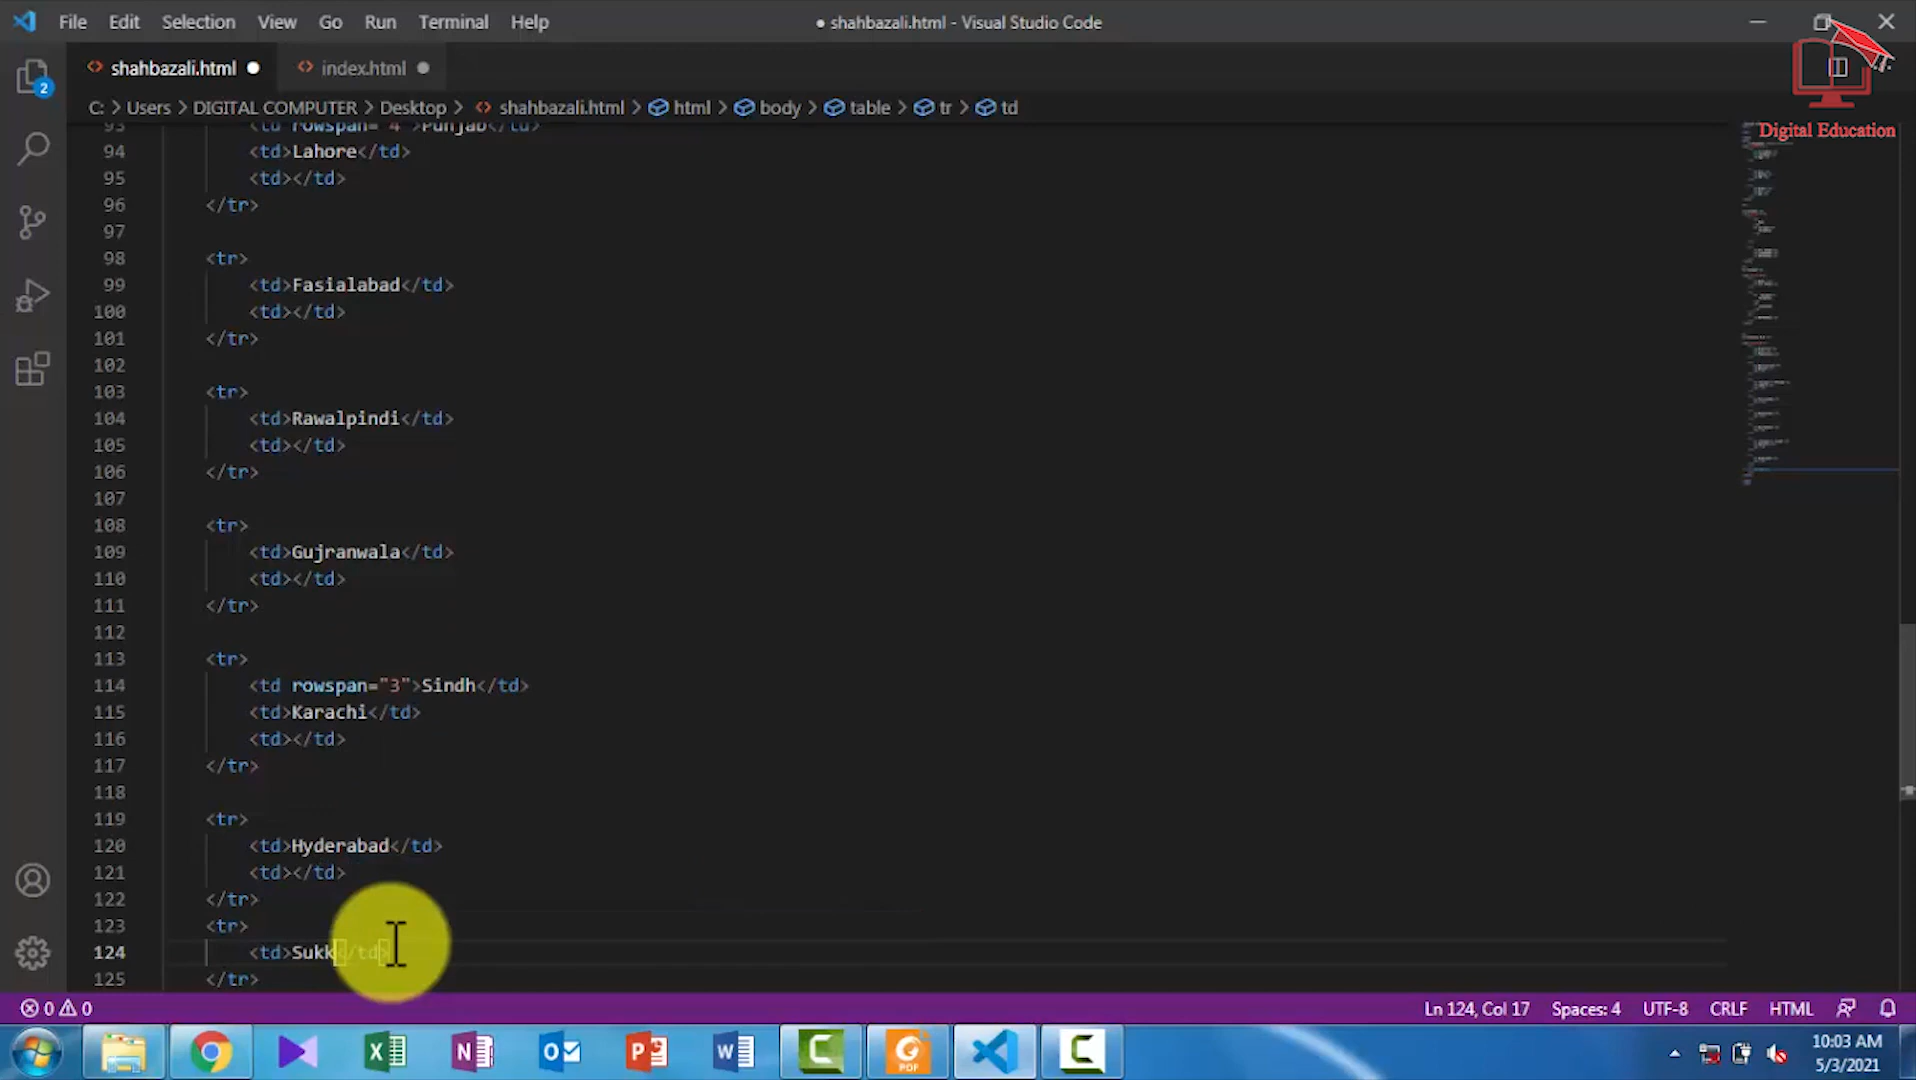 File Edit Selection View Go Run Terminal Help ● shahbazali.html - Visual Studio Code
shahbazali.html ● index.html ●
C: > Users > DIGITAL COMPUTER > Desktop > shahbazali.html > html > body > table > tr > td
Digital Education
93 <td rowspan="4">Punjab</td>
94 <td>Lahore</td>
95 <td></td>
96 </tr>
97
98 <tr>
99 <td>Fasialabad</td>
100 <td></td>
101 </tr>
102
103 <tr>
104 <td>Rawalpindi</td>
105 <td></td>
106 </tr>
107
108 <tr>
109 <td>Gujranwala</td>
110 <td></td>
111 </tr>
112
113 <tr>
114 <td rowspan="3">Sindh</td>
115 <td>Karachi</td>
116 <td></td>
117 </tr>
118
119 <tr>
120 <td>Hyderabad</td>
121 <td></td>
122 </tr>
123 <tr>
124 <td>Sukk</td>
125 </tr>
2
0 0 Ln 124, Col 17 Spaces: 4 UTF-8 CRLF HTML
PDF
10:03 AM
5/3/2021